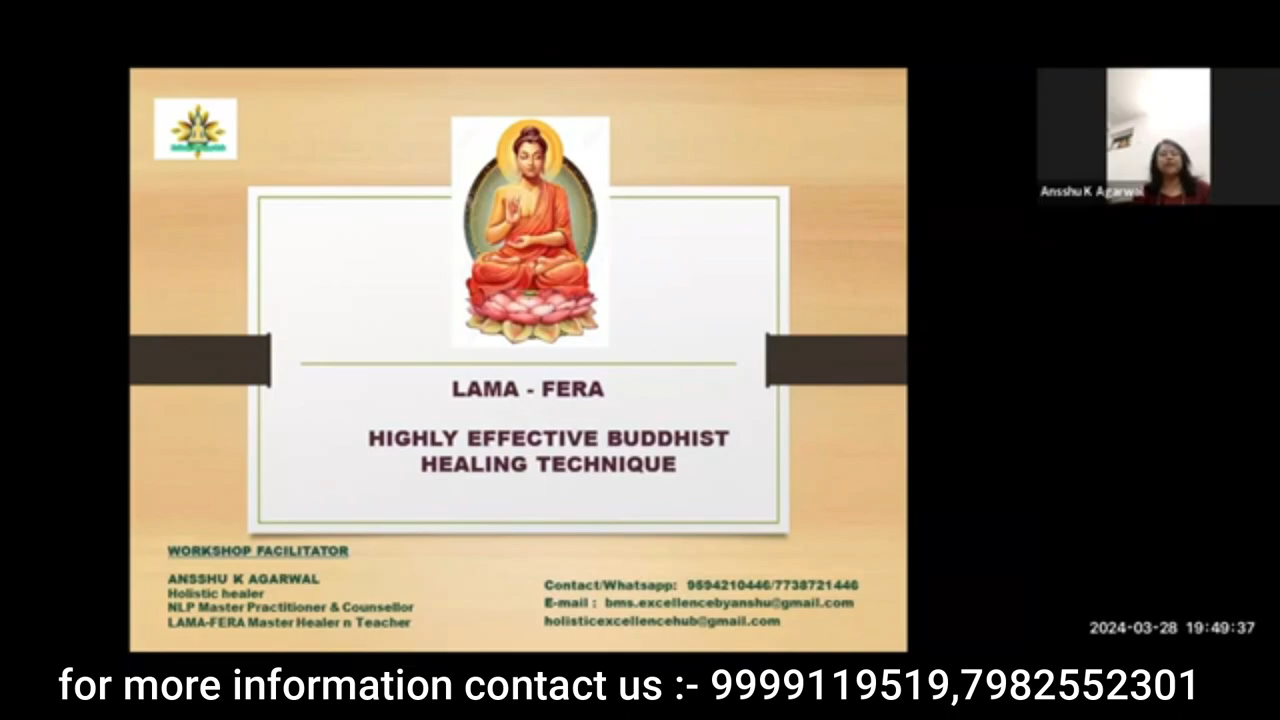 Ansshu K Agarwal
LAMA - FERA
HIGHLY EFFECTIVE BUDDHIST
HEALING TECHNIQUE
WORKSHOP FACILITATOR
ANSSHU K AGARWAL
Holistic healer
NLP Master Practitioner & Counsellor
LAMA-FERA Master Healer n Teacher
Contact/Whatsapp: 9594210446/7738721446
E-mail : bms.excellencebyanshu@gmail.com
holisticexcellencehub@gmail.com
2024-03-28 19:49:37
for more information contact us :- 9999119519,7982552301